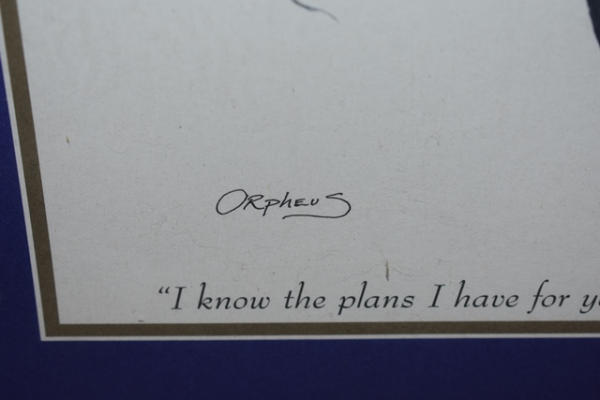 Orpheus
"I know the plans I have for